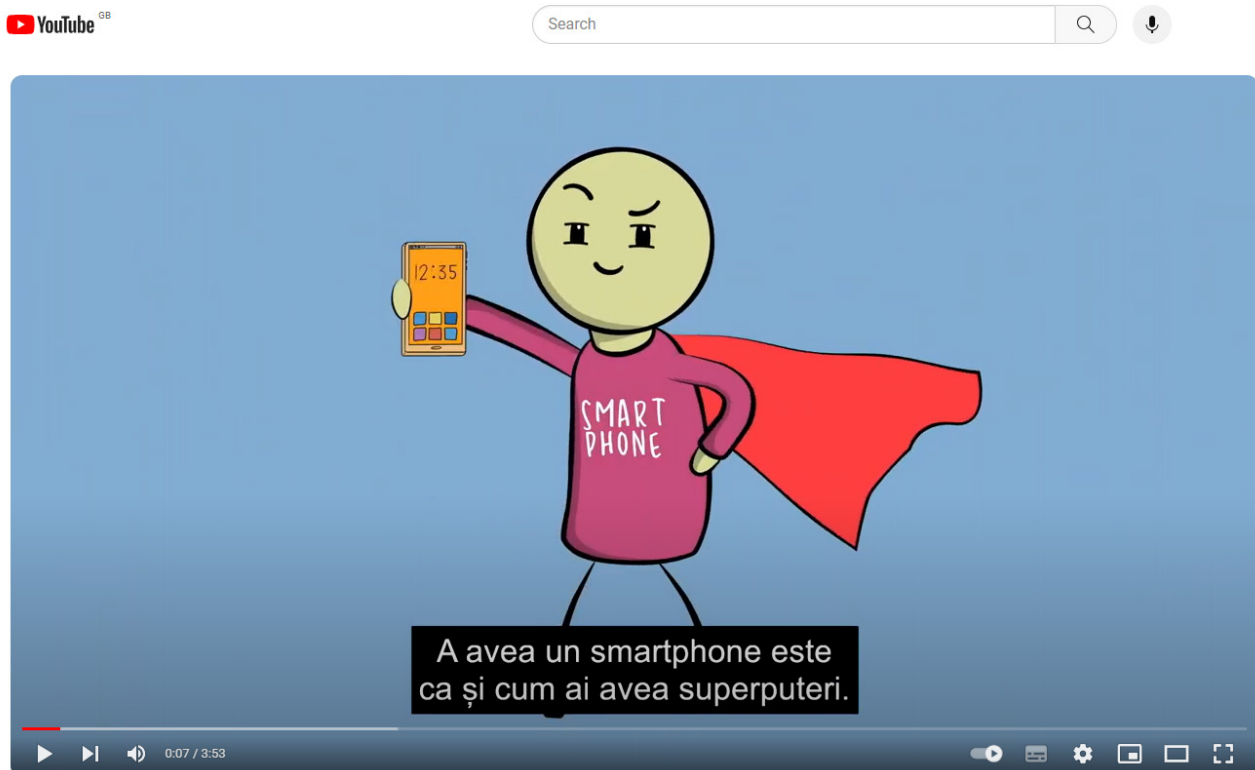 YouTube GB
Search
12:35
SMART
PHONE
A avea un smartphone este
ca și cum ai avea superputeri.
0:07 / 3:53